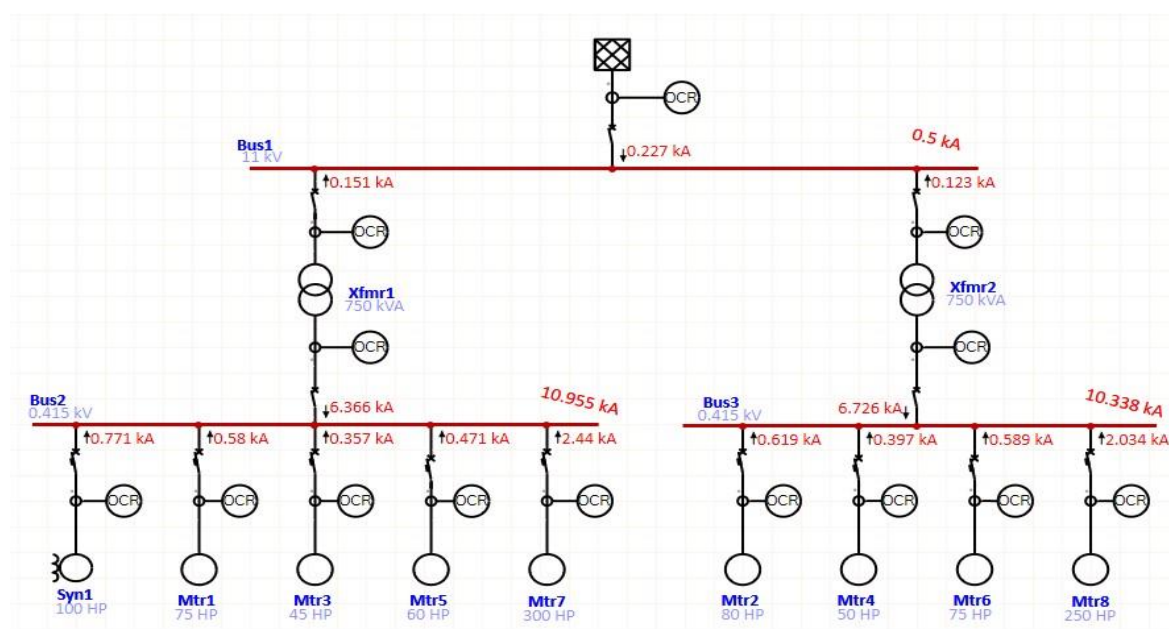 OCR
0.5 kA
Bus1
11 kV
0.227 kA
0.151 kA
0.123 kA
OCR
OCR
Xfmr1
750 kVA
Xfmr2
750 kVA
OCR
OCR
Bus2
0.415 kV
6.366 kA
10.955 kA
Bus3
0.415 kV
6.726 kA
10.338 kA
0.771 kA
0.58 kA
0.357 kA
0.471 kA
2.44 kA
0.619 kA
0.397 kA
0.589 kA
2.034 kA
OCR
OCR
OCR
OCR
OCR
OCR
OCR
OCR
OCR
Syn1
100 HP
Mtr1
75 HP
Mtr3
45 HP
Mtr5
60 HP
Mtr7
300 HP
Mtr2
80 HP
Mtr4
50 HP
Mtr6
75 HP
Mtr8
250 HP